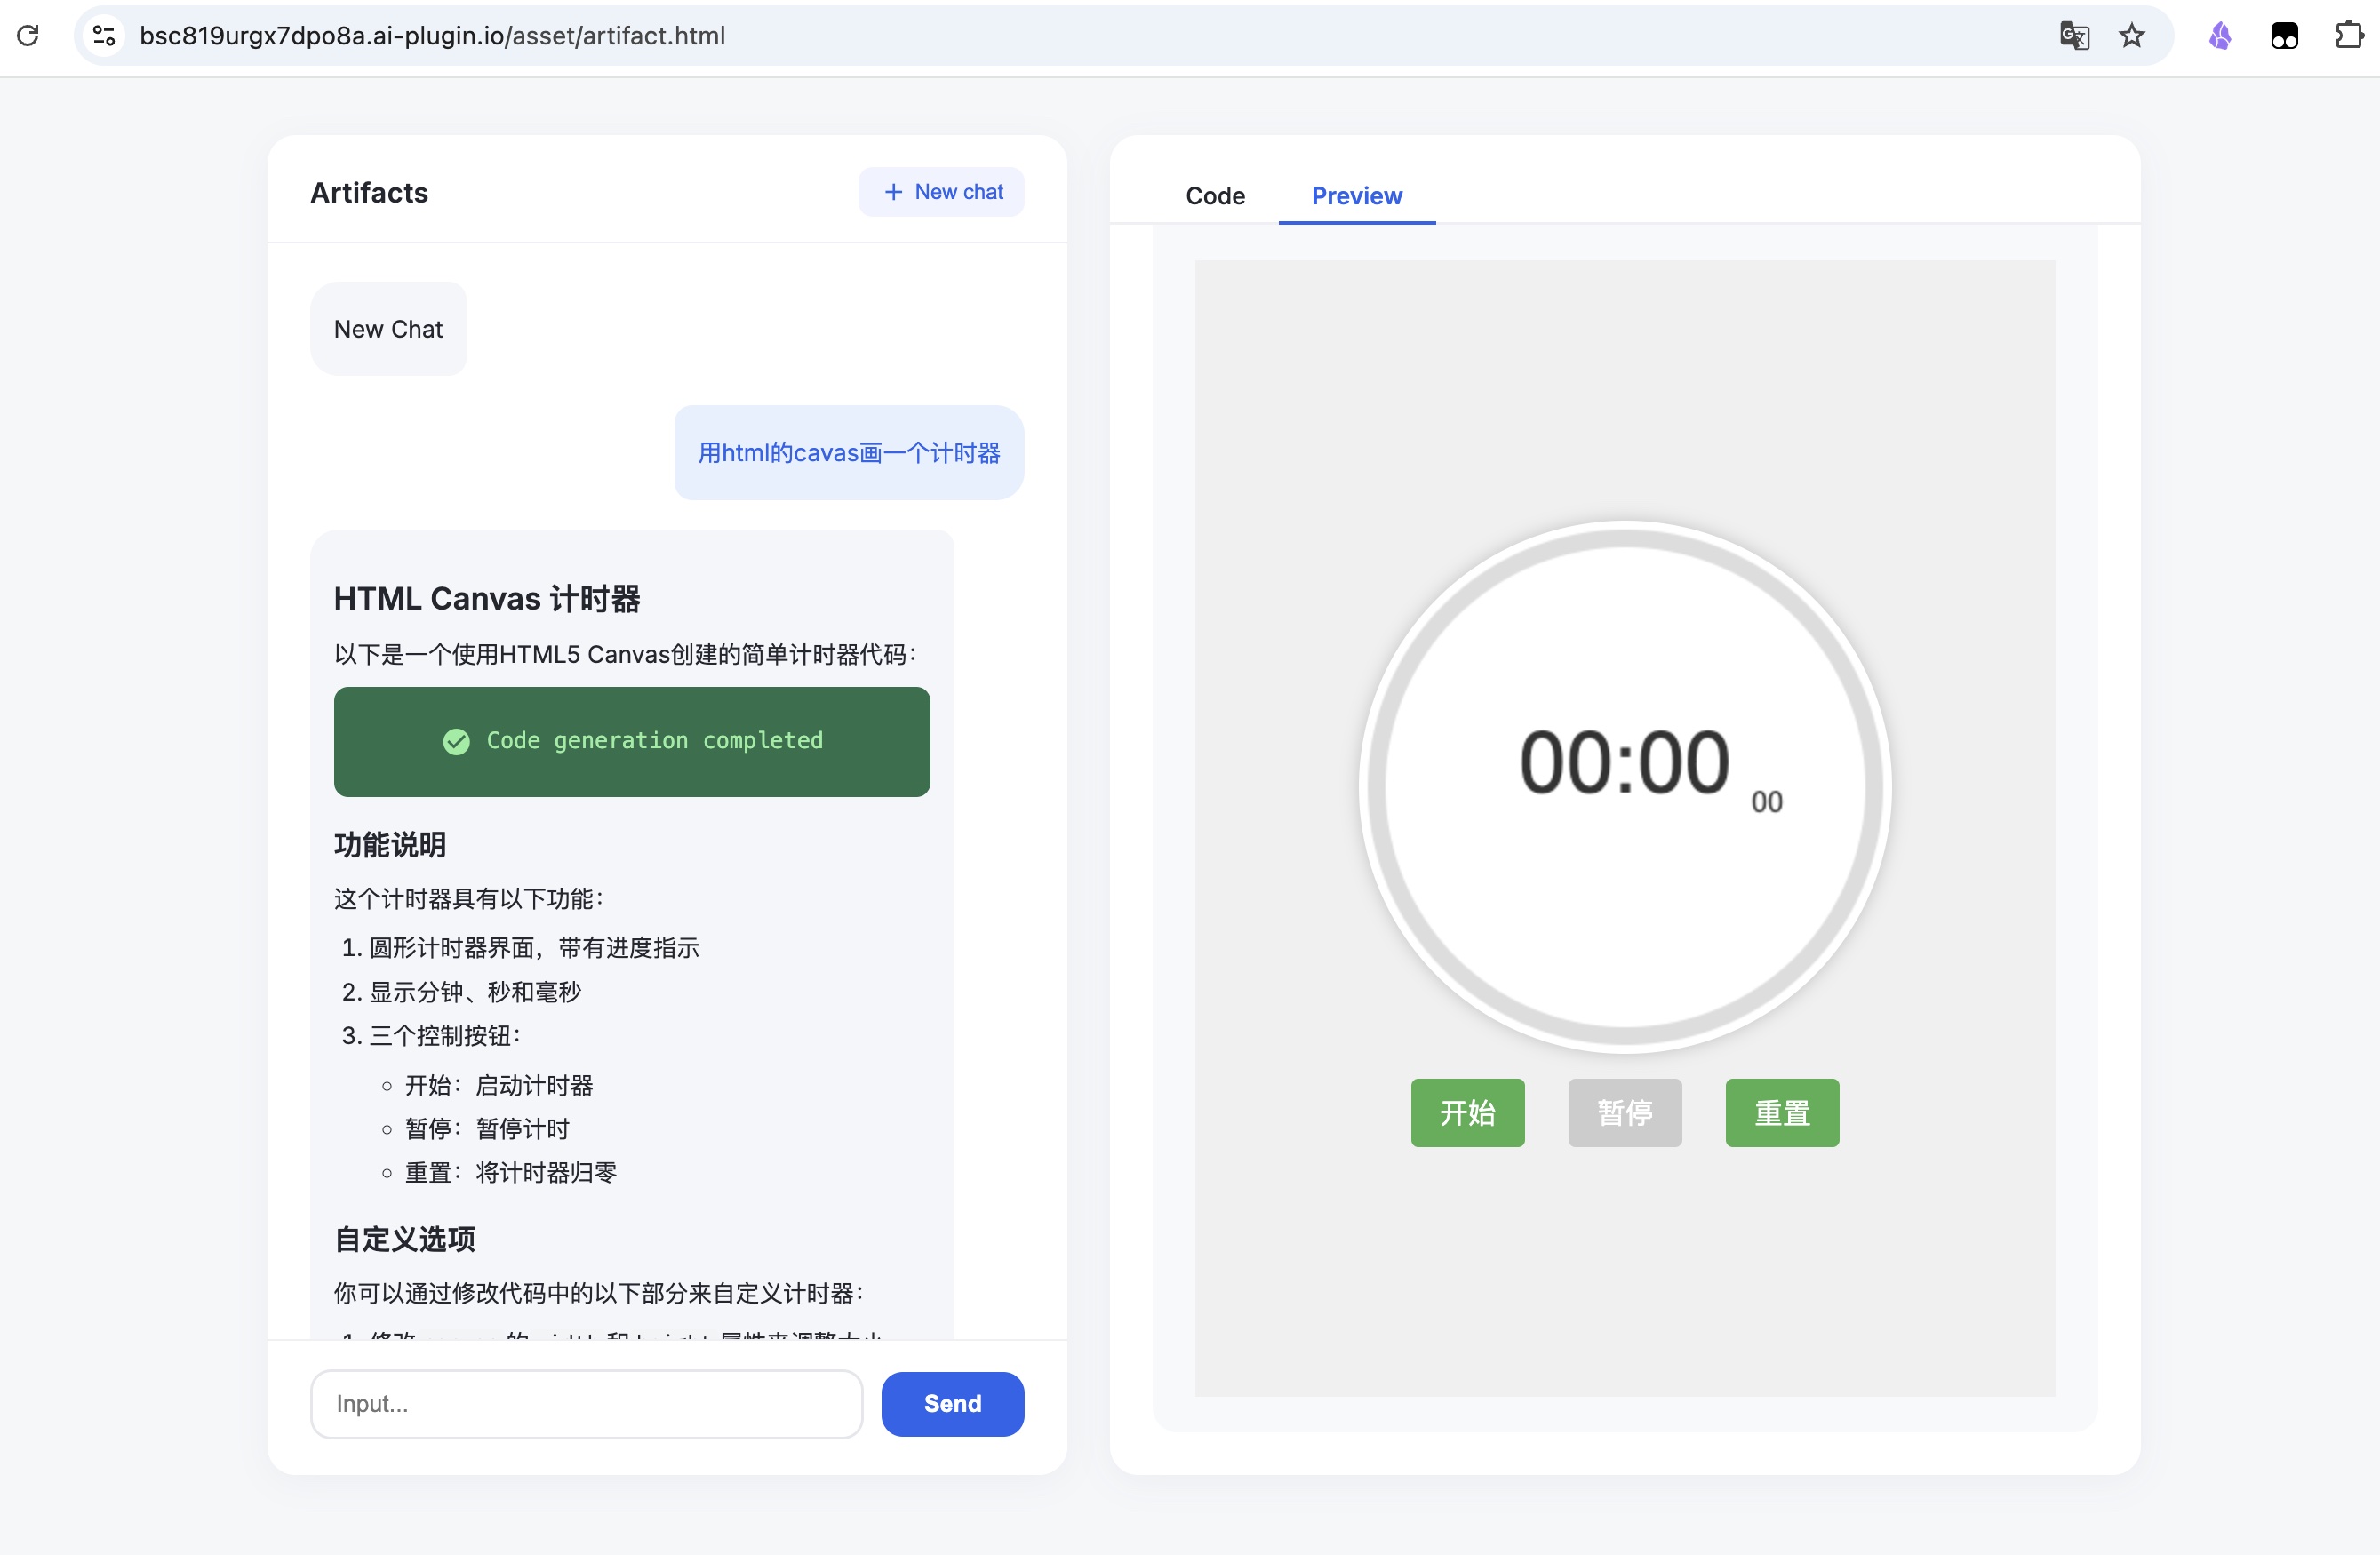 bsc819urgx7dpo8a.ai-plugin.io/asset/artifact.html
Artifacts
+ New chat
New Chat
用html的cavas画一个计时器
HTML Canvas 计时器
以下是一个使用HTML5 Canvas创建的简单计时器代码：
Code generation completed
功能说明
这个计时器具有以下功能：
1. 圆形计时器界面，带有进度指示
2. 显示分钟、秒和毫秒
3. 三个控制按钮：
开始：启动计时器
暂停：暂停计时
重置：将计时器归零
自定义选项
你可以通过修改代码中的以下部分来自定义计时器：
Input...
Send
Code
Preview
00:00
00
开始
暂停
重置